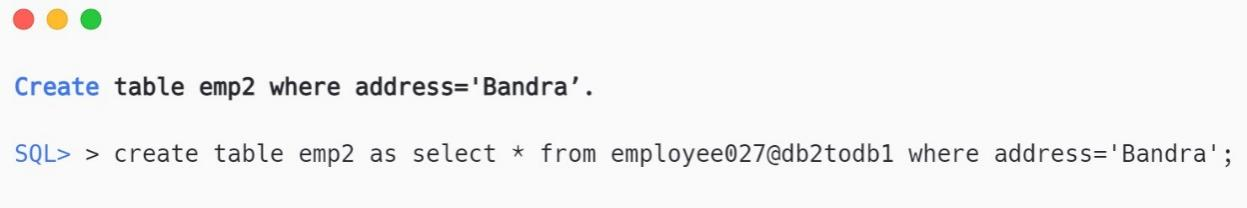 Create table emp2 where address='Bandra’.
SQL> > create table emp2 as select * from employee027@db2todb1 where address='Bandra';